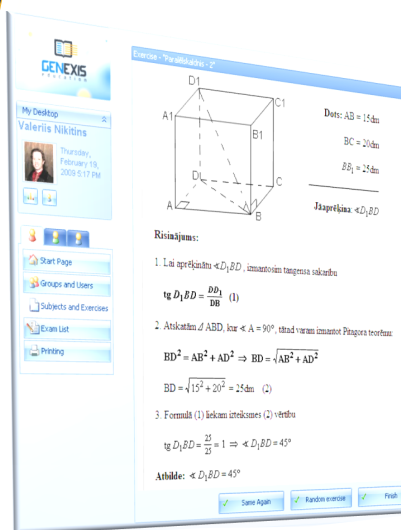 GENEXIS
EDUCATION
My Desktop
Valeriis Nikitins
Thursday,
February 19,
2009 5:17 PM
Start Page
Groups and Users
Subjects and Exercises
Exam List
Printing
Exercise - "Paralēlskaldnis - 2"
D1
C1
A1
B1
D
C
A
B
Dots: AB = 15dm
BC = 20dm
BB₁ = 25dm
Jāaprēķina: ∢D₁BD
Risinājums:
1. Lai aprēķinātu ∢D₁BD, izmantosim tangensa sakarību
tg D₁BD = DD₁/DB (1)
2. Atskatām Δ ABD, kur ∢ A = 90°, tātad varam izmantot Pitagora teorēmu:
BD² = AB² + AD² ⇒ BD = √AB² + AD²
BD = √15² + 20² = 25dm (2)
3. Formulā (1) liekam izteiksmes (2) vērtību
tg D₁BD = 25/25 = 1 ⇒ ∢ D₁BD = 45°
Atbilde: ∢ D₁BD = 45°
Same Again
Random exercise
Finish